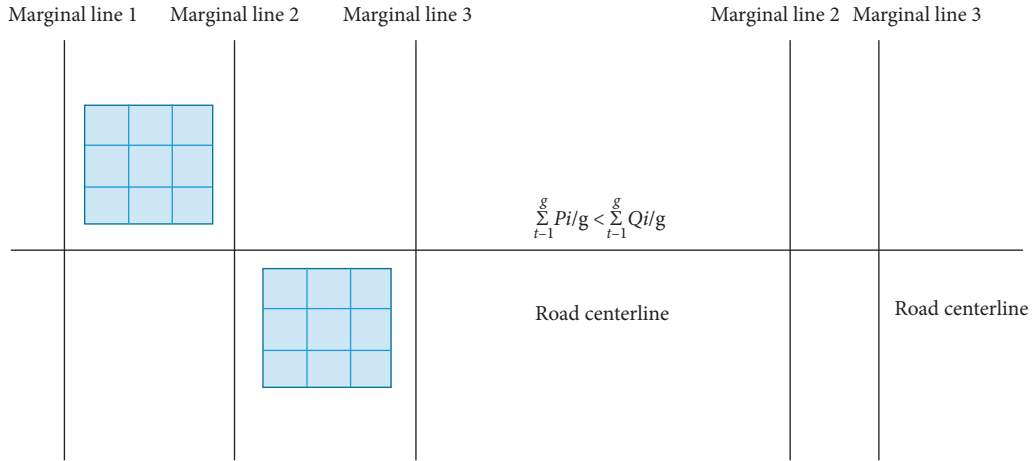 Marginal line 1
Marginal line 2
Marginal line 3
Marginal line 2
Marginal line 3
g g
Σ Pi/g < Σ Qi/g
t–1 t–1
Road centerline
Road centerline